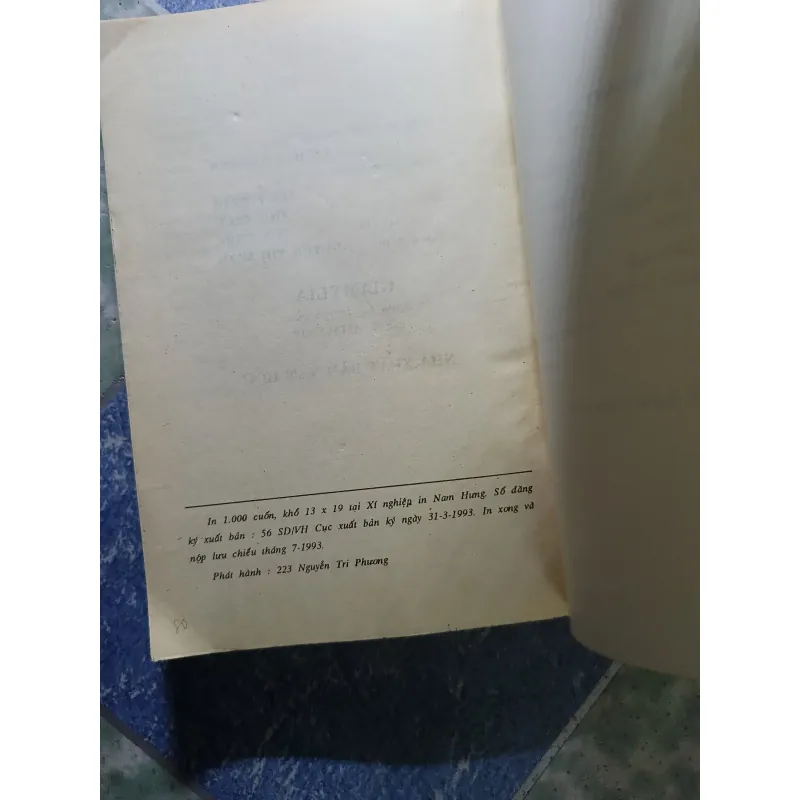 In 1.000 cuốn, khổ 13 x 19 tại Xí nghiệp in Nam Hưng. Số đăng
ký xuất bản : 56 SD/VH Cục xuất bản ký ngày 31-3-1993. In xong và
nộp lưu chiểu tháng 7-1993.
Phát hành : 223 Nguyễn Tri Phương